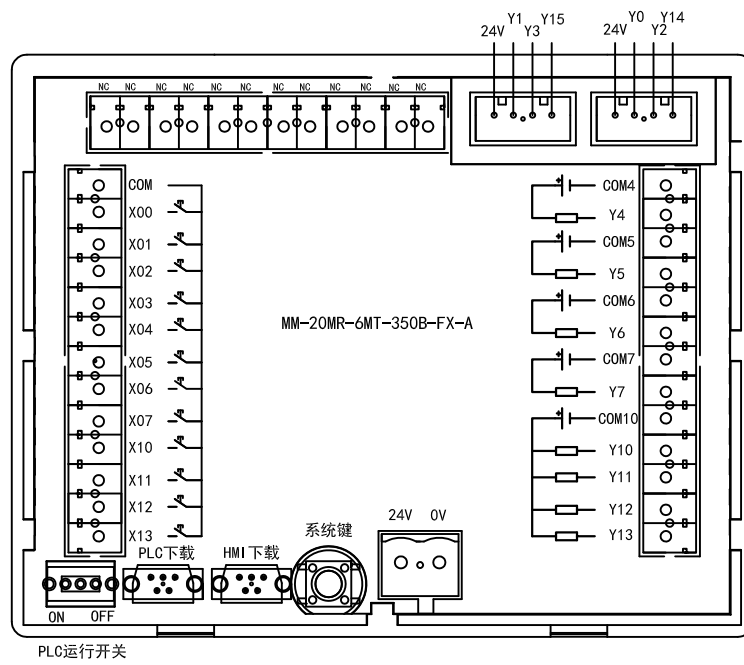 Y1 Y15 Y0 Y14
24V Y3 24V Y2
NC NC NC NC NC NC NC NC NC NC NC NC
COM COM4
X00 Y4
X01 COM5
X02 Y5
X03 COM6
X04 Y6
MM-20MR-6MT-350B-FX-A
X05 COM7
X06 Y7
X07 COM10
X10 Y10
X11 Y11
X12 Y12
X13 Y13
系统键 24V 0V
PLC下载 HMI下载
ON OFF
PLC运行开关